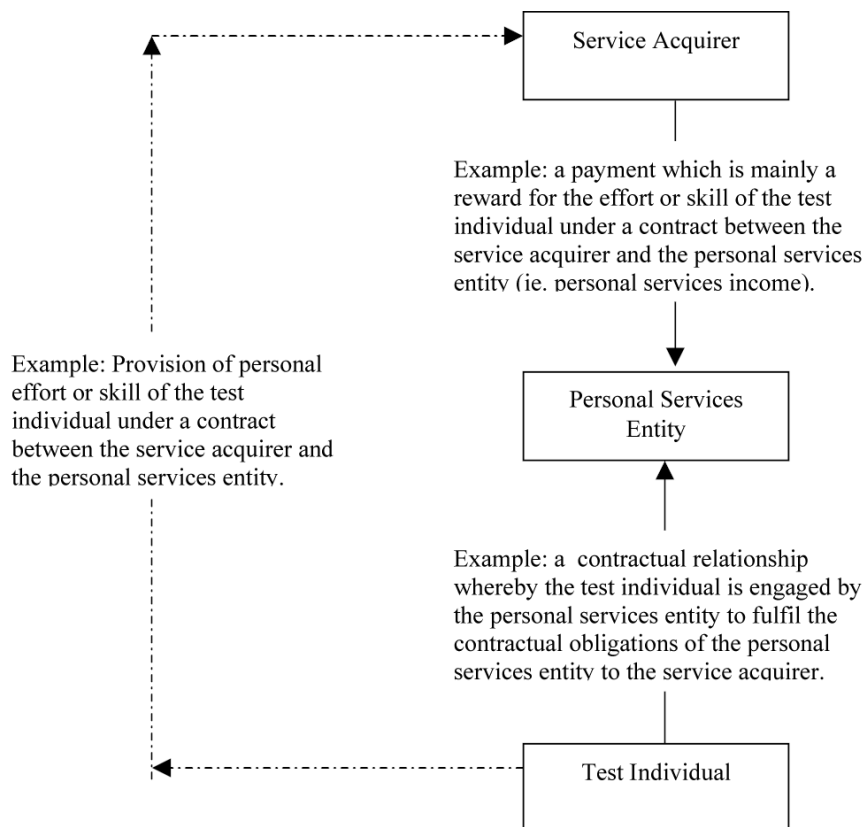 Service Acquirer
Example: a payment which is mainly a
reward for the effort or skill of the test
individual under a contract between the
service acquirer and the personal services
entity (ie. personal services income).
Example: Provision of personal
effort or skill of the test
individual under a contract
between the service acquirer and
the personal services entity.
Personal Services
Entity
Example: a  contractual relationship
whereby the test individual is engaged by
the personal services entity to fulfil the
contractual obligations of the personal
services entity to the service acquirer.
Test Individual